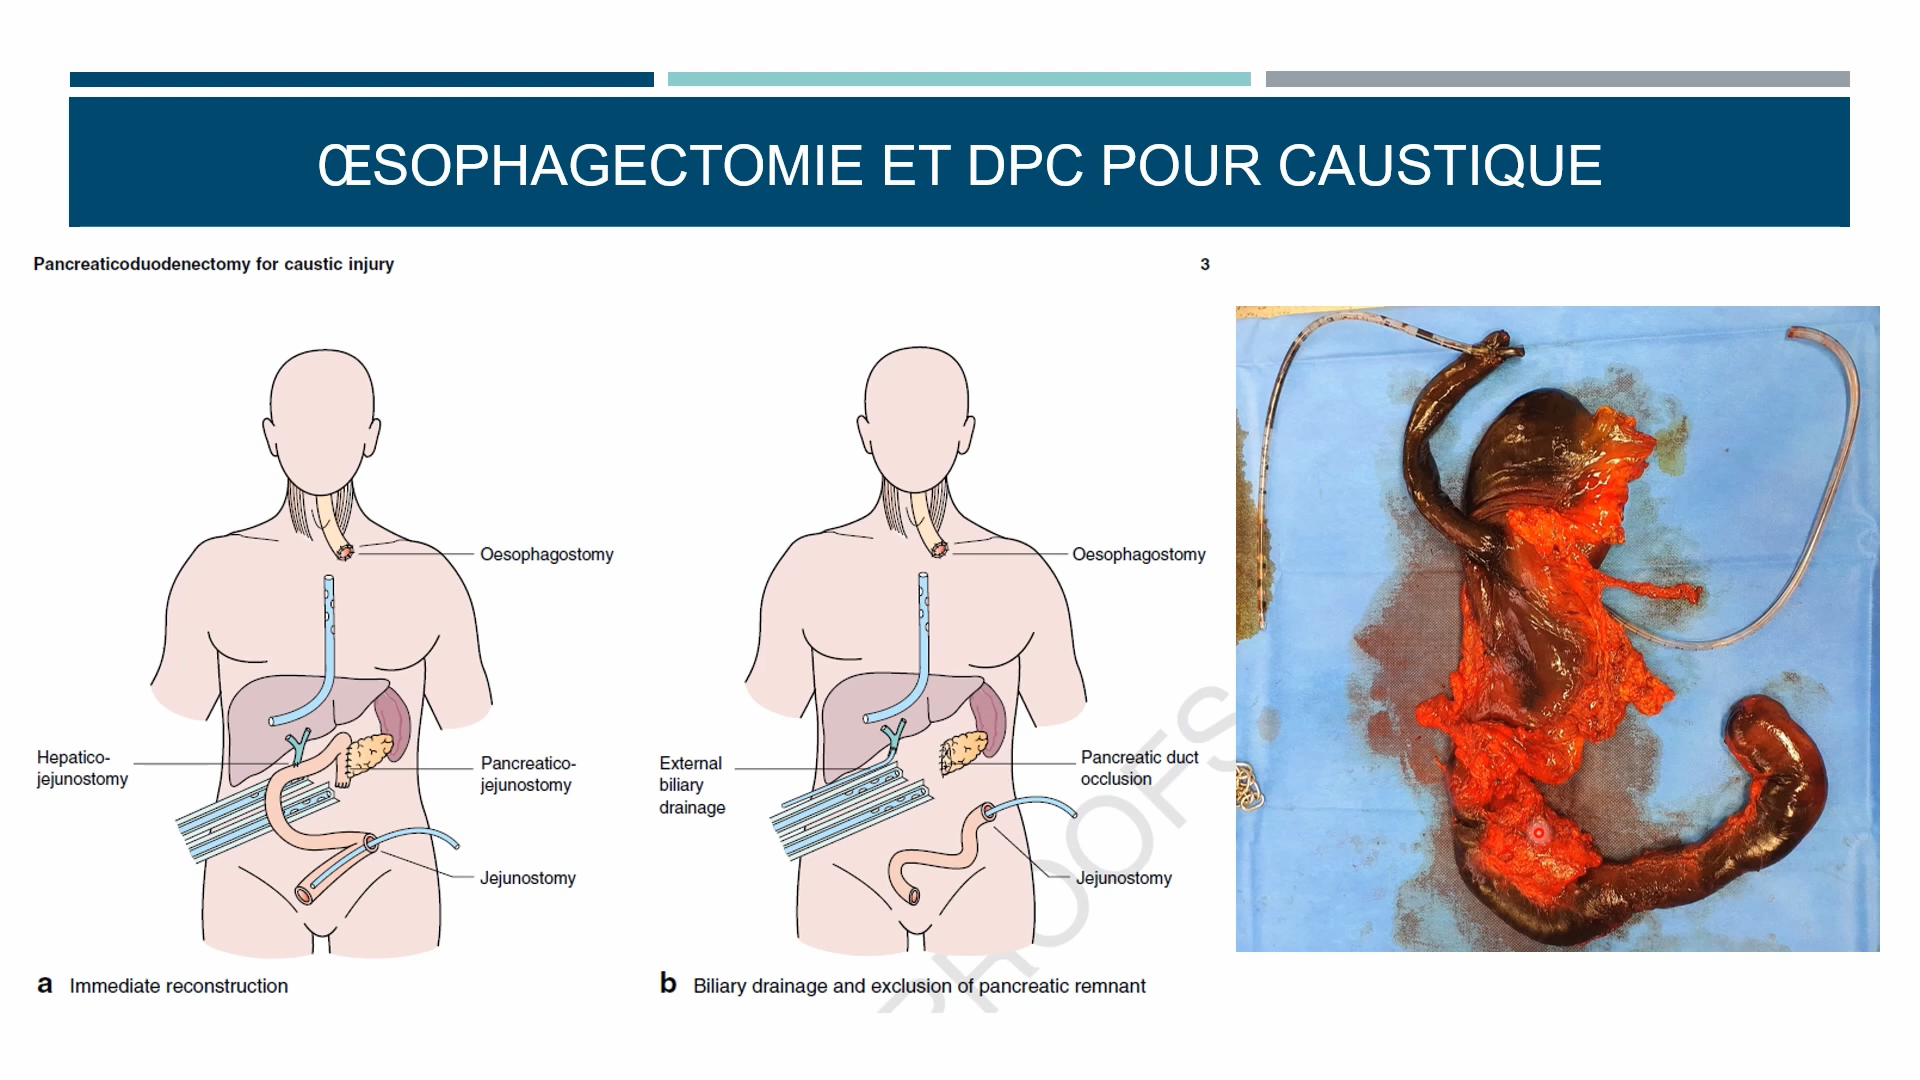 ŒSOPHAGECTOMIE ET DPC POUR CAUSTIQUE
Pancreaticoduodenectomy for caustic injury
3
Oesophagostomy
Hepatico-
jejunostomy
Pancreatico-
jejunostomy
Jejunostomy
a Immediate reconstruction
Oesophagostomy
External
biliary
drainage
Pancreatic duct
occlusion
Jejunostomy
b Biliary drainage and exclusion of pancreatic remnant
PROOFS